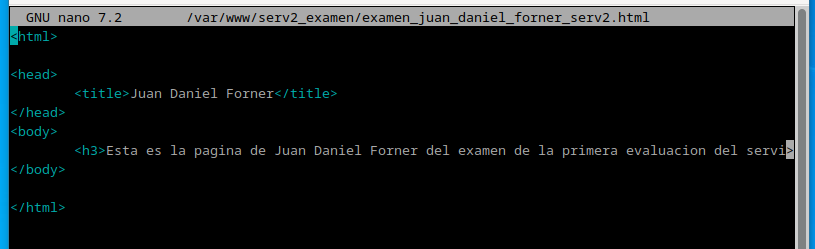 GNU nano 7.2 /var/www/serv2_examen/examen_juan_daniel_forner_serv2.html
<html>
<head>
<title>Juan Daniel Forner</title>
</head>
<body>
<h3>Esta es la pagina de Juan Daniel Forner del examen de la primera evaluacion del servi>
</body>
</html>